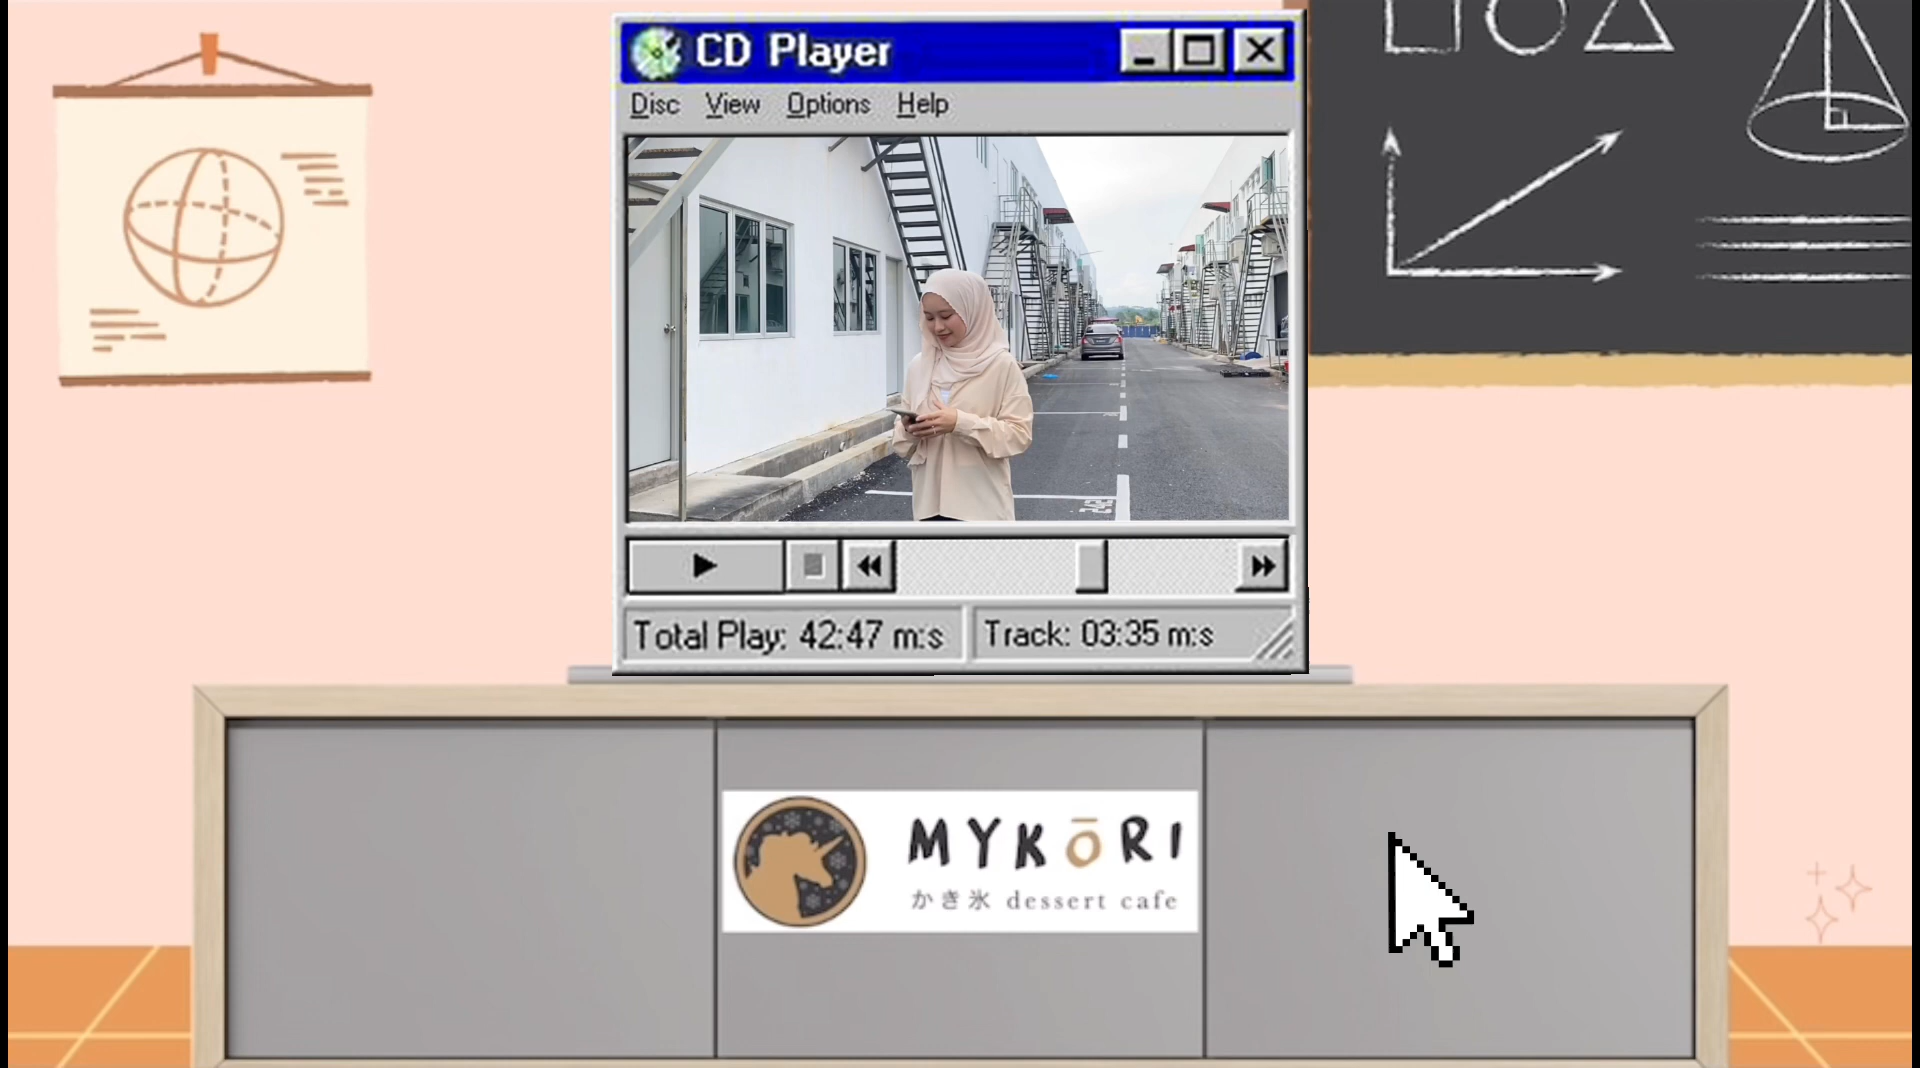 CD Player
Disc View Options Help
Total Play: 42:47 m:s
Track: 03:35 m:s
MYKŌRI
かき氷 dessert cafe